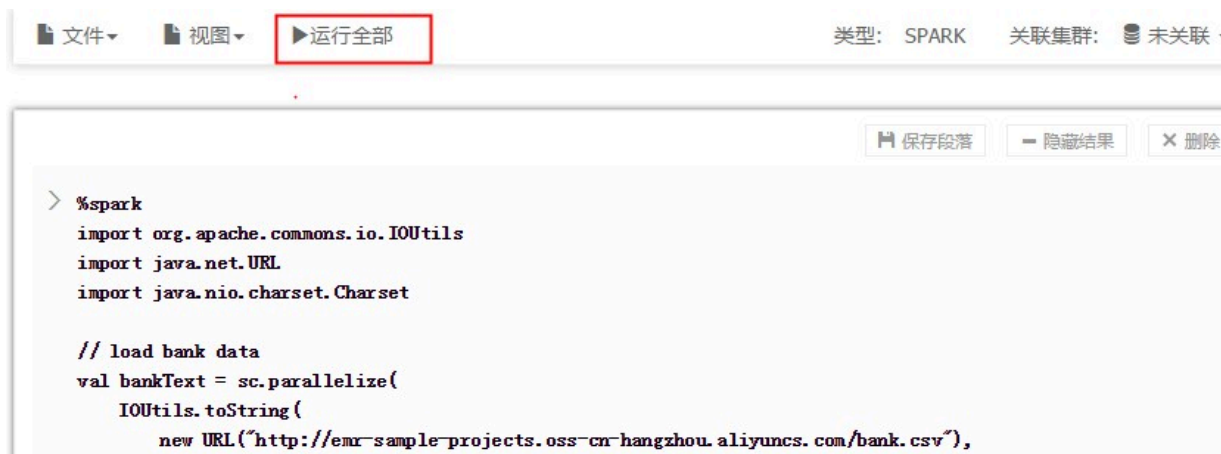 文件 视图 运行全部 类型: SPARK 关联集群: 未关联
保存段落 隐藏结果 删除
%spark
import org.apache.commons.io.IOUtils
import java.net.URL
import java.nio.charset.Charset
// load bank data
val bankText = sc.parallelize(
IOUtils.toString(
new URL("http://emr-sample-projects.oss-cn-hangzhou.aliyuncs.com/bank.csv"),